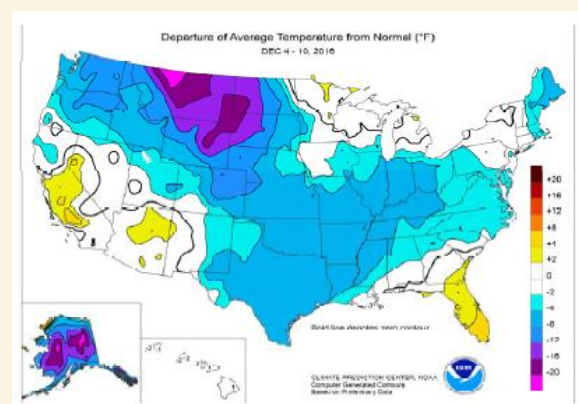 Departure of Average Temperature from Normal (°F)
DEC 4 - 10, 2016
+20
+16
+12
+8
+4
+2
0
-2
-4
-8
-12
-16
-20
Bold line denotes zero contour
CLIMATE PREDICTION CENTER, NOAA
Computer Generated Contours
Based on Preliminary Data